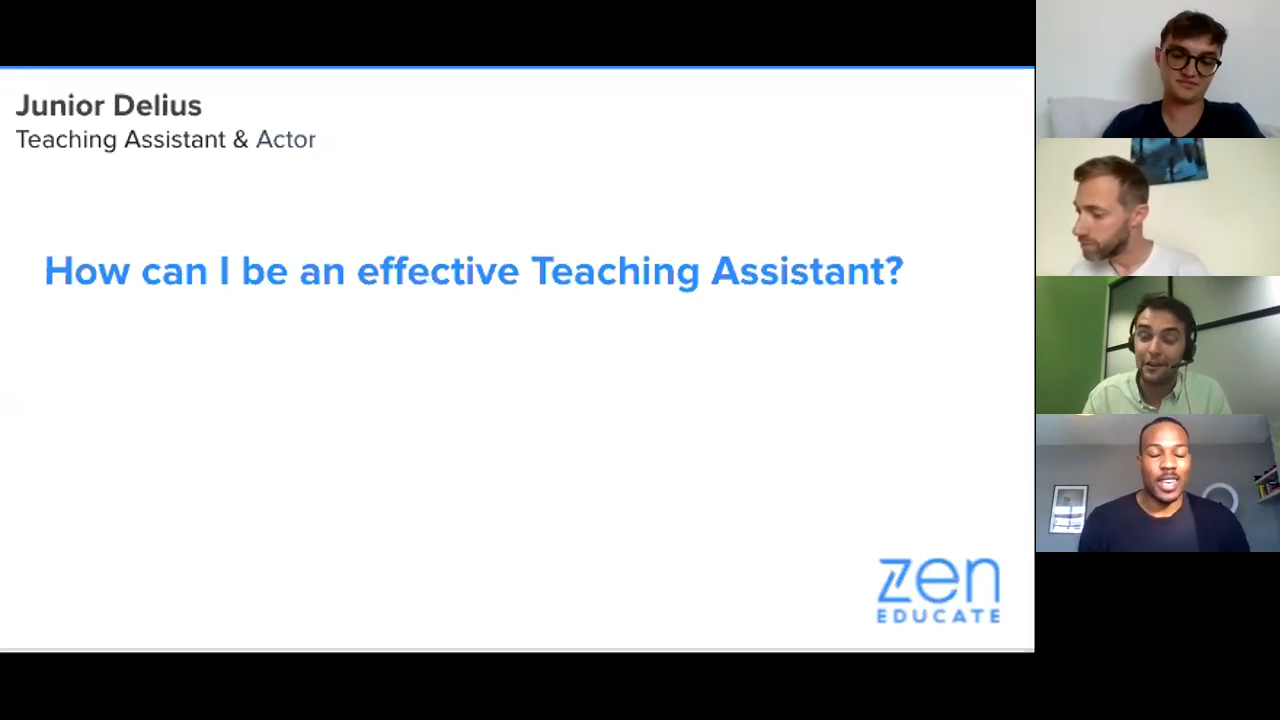 Junior Delius
Teaching Assistant & Actor
How can I be an effective Teaching Assistant?
zen
EDUCATE